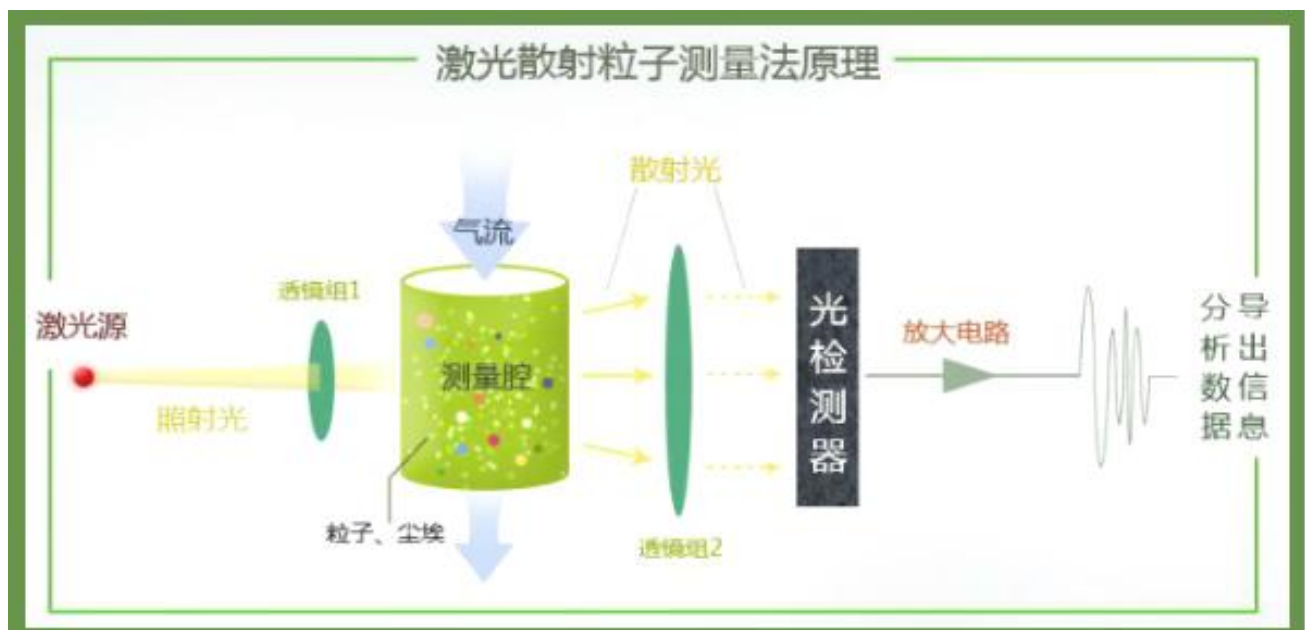 激光散射粒子测量法原理
散射光
气流
透镜组1
激光源
测量腔
照射光
粒子、尘埃
透镜组2
光检测器
放大电路
分析数据
导出信息